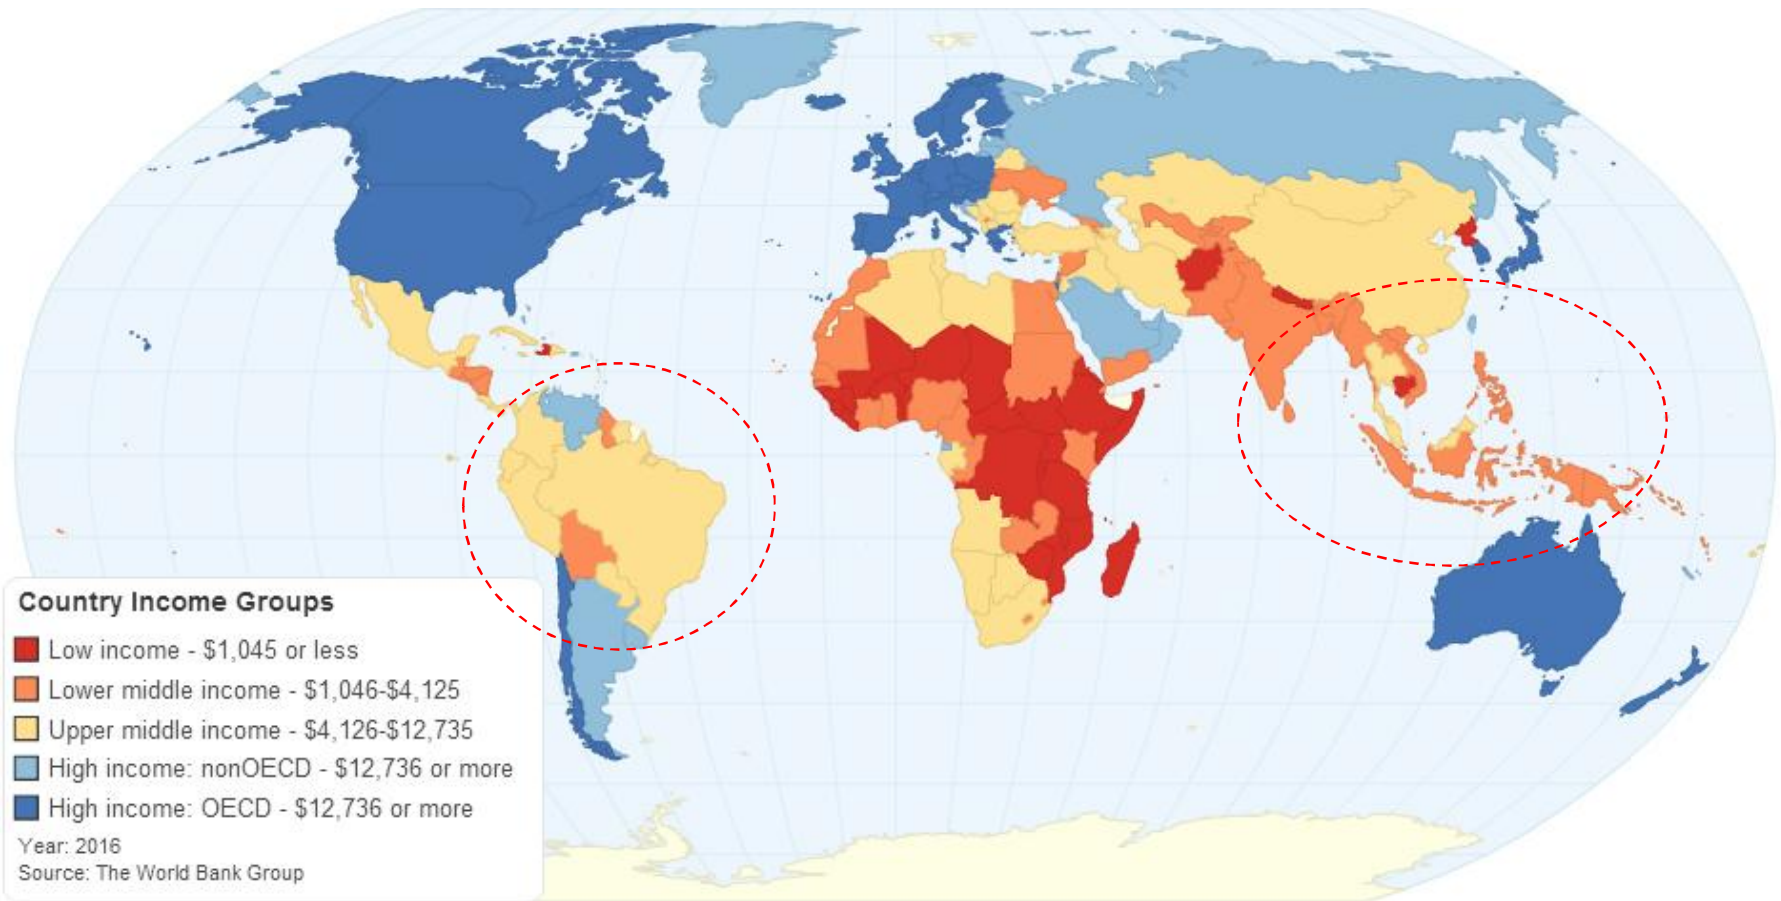 Country Income Groups
Low income - $1,045 or less
Lower middle income - $1,046-$4,125
Upper middle income - $4,126-$12,735
High income: nonOECD - $12,736 or more
High income: OECD - $12,736 or more
Year: 2016
Source: The World Bank Group